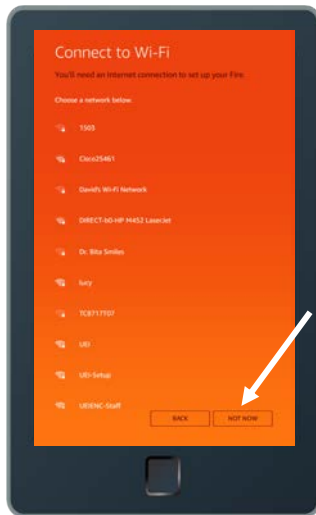 Connect to Wi-Fi
You'll need an Internet connection to set up your Fire.
Choose a network below.
1503
Cisco25461
David's Wi-Fi Network
DIRECT-b0-HP M452 LaserJet
Dr. Bita Smiles
lucy
TC8717T07
UEI
UEI-Setup
UEIENC-Staff
BACK
NOT NOW